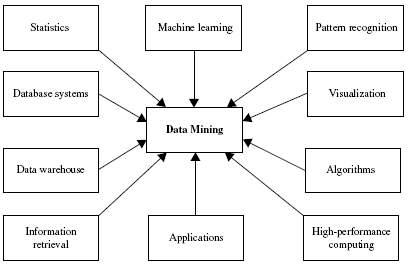 Statistics
Machine learning
Pattern recognition
Database systems
Visualization
Data Mining
Data warehouse
Algorithms
Information
retrieval
Applications
High-performance
computing